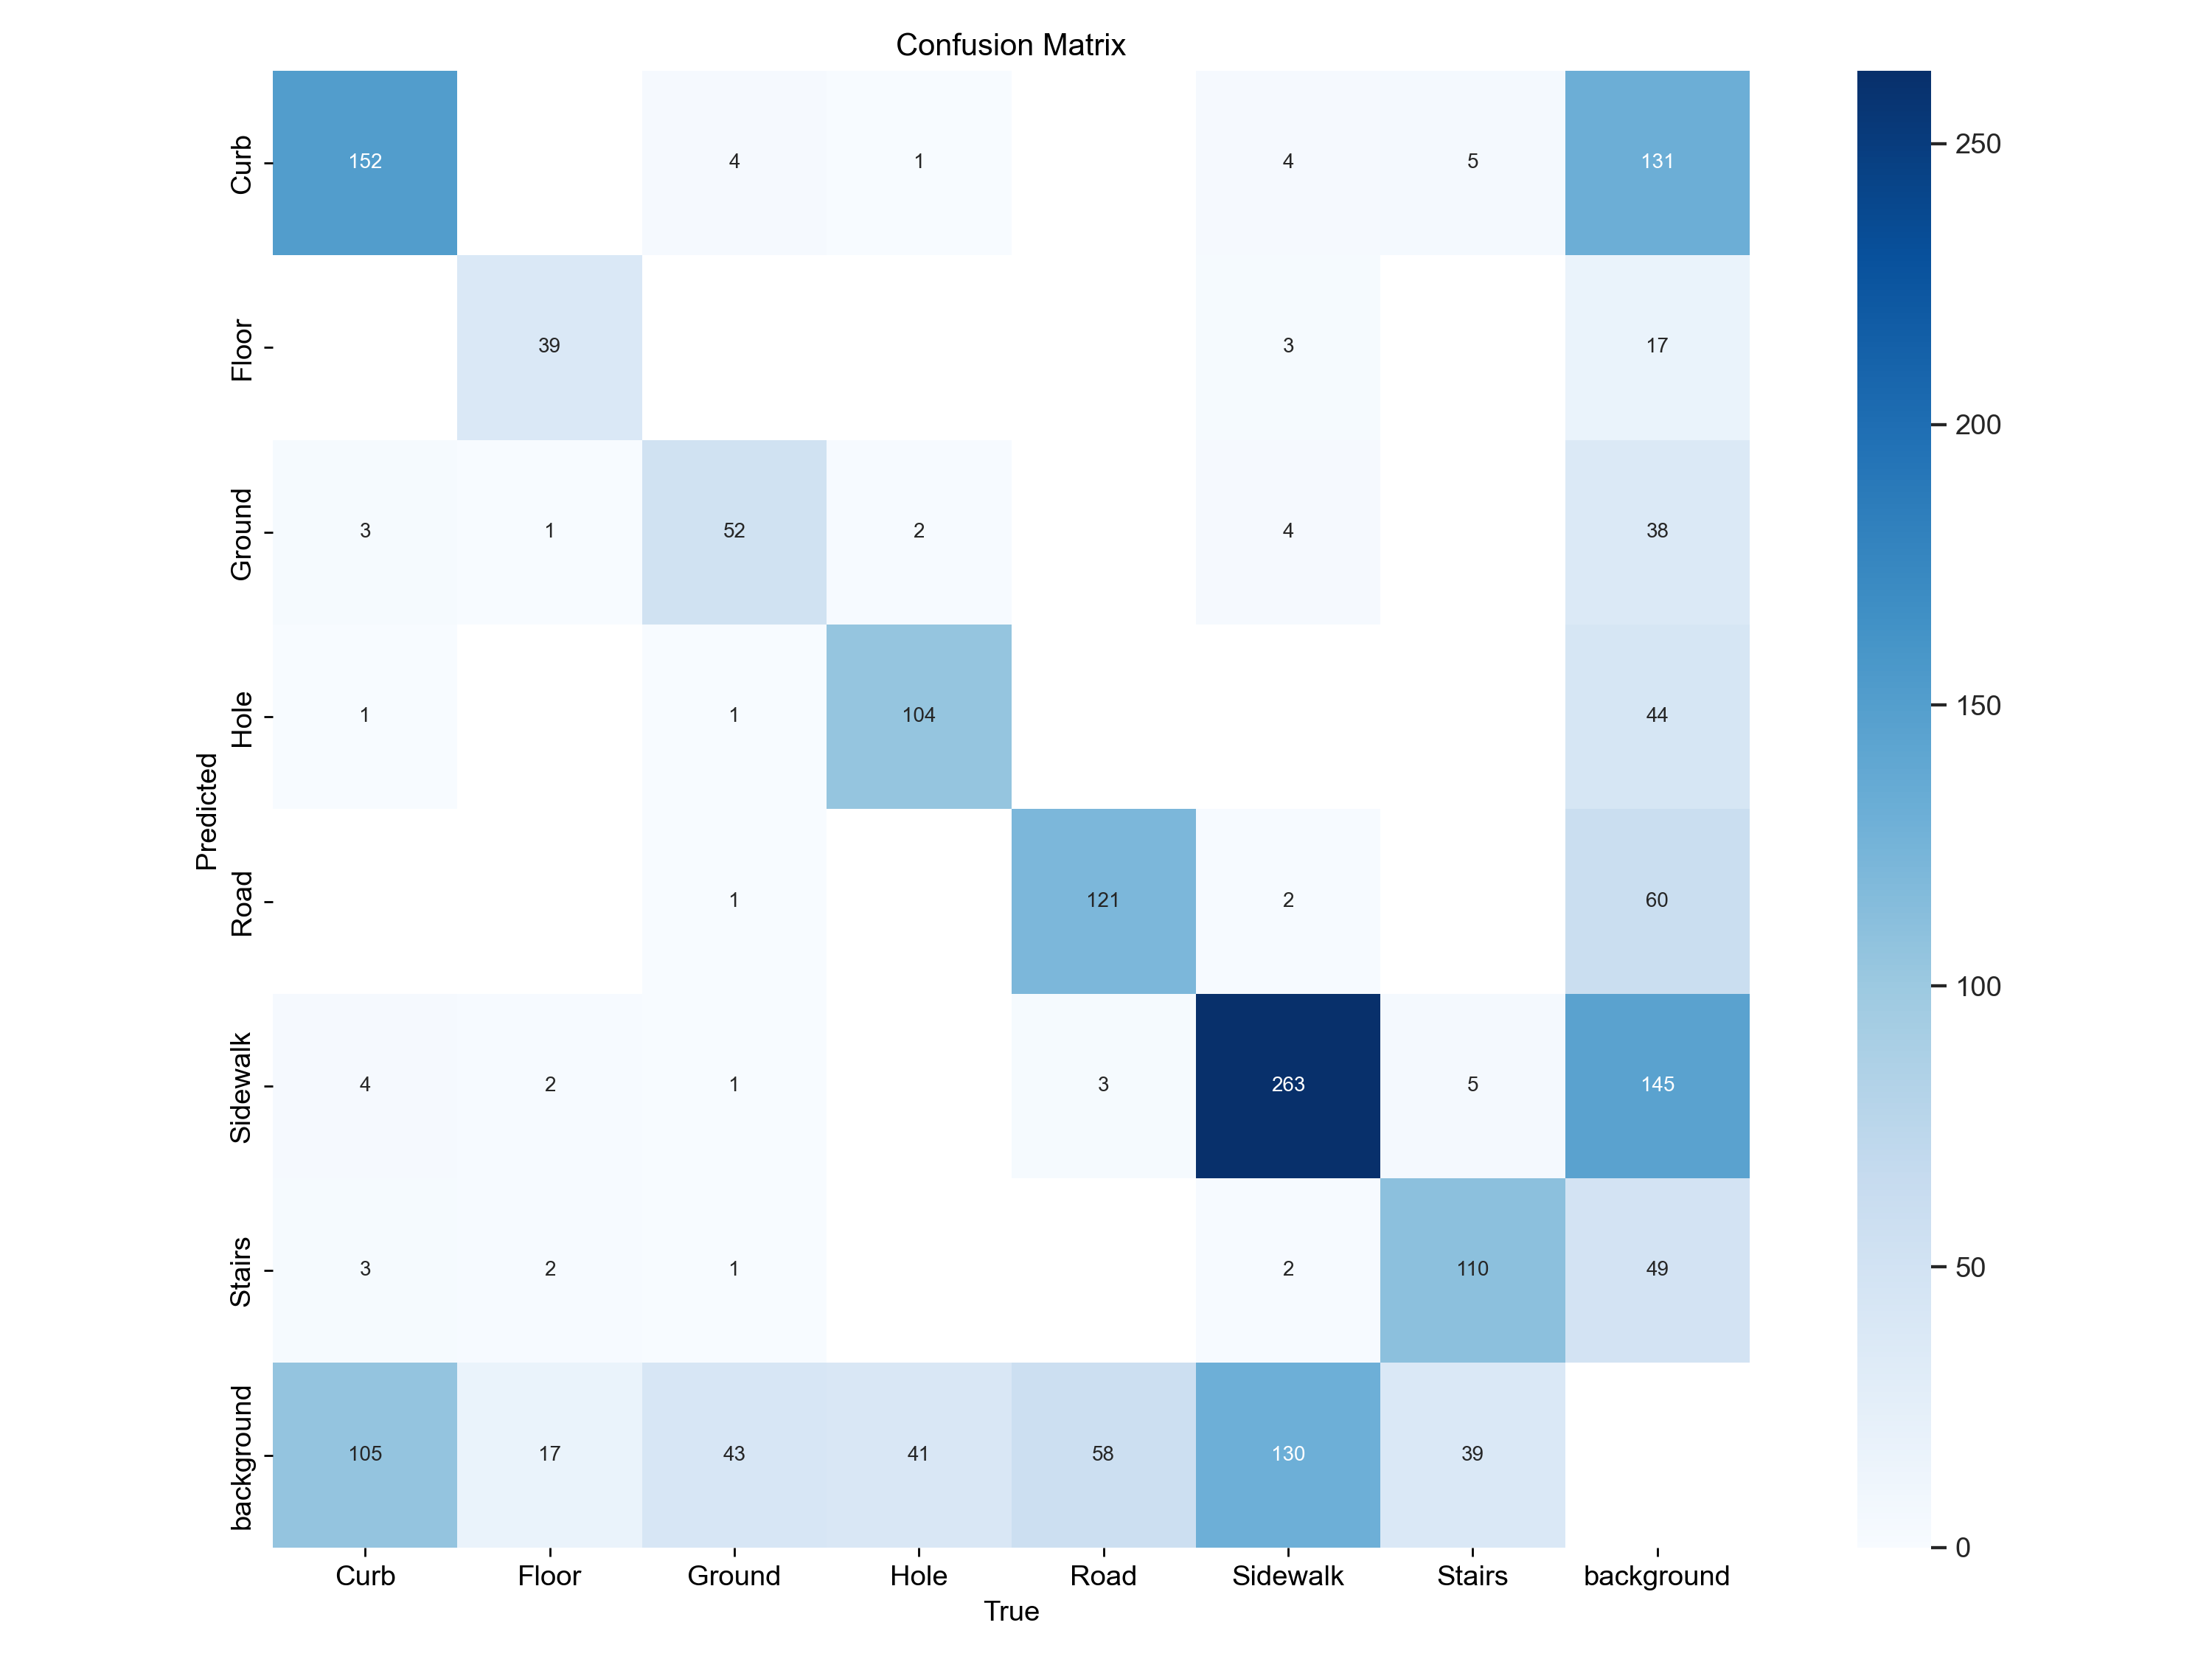 Confusion Matrix
Predicted
Curb 152 4 1 4 5 131
Floor 39 3 17
Ground 3 1 52 2 4 38
Hole 1 1 104 44
Road 1 121 2 60
Sidewalk 4 2 1 3 263 5 145
Stairs 3 2 1 2 110 49
background 105 17 43 41 58 130 39
Curb Floor Ground Hole Road Sidewalk Stairs background
True
250
200
150
100
50
0